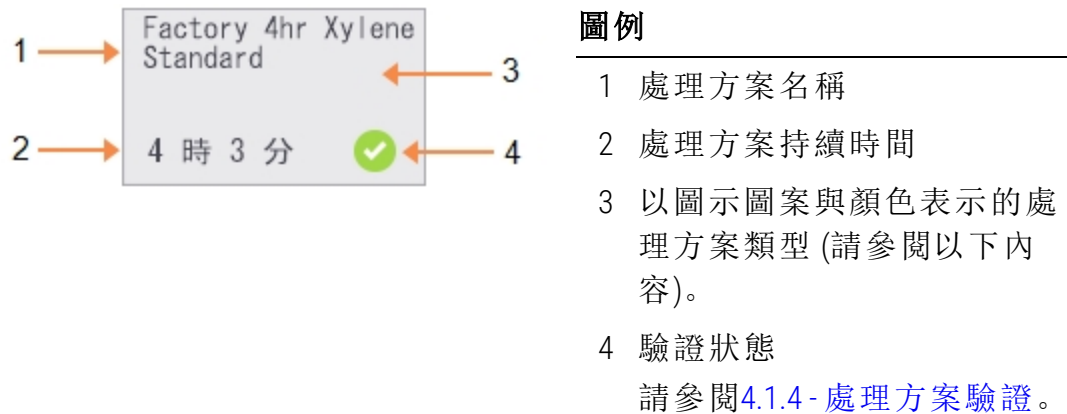 Factory 4hr Xylene
Standard
4 時 3 分
1
2
3
4
圖例
1 處理方案名稱
2 處理方案持續時間
3 以圖示圖案與顏色表示的處
理方案類型 (請參閱以下內
容)。
4 驗證狀態
請參閱4.1.4 - 處理方案驗證。